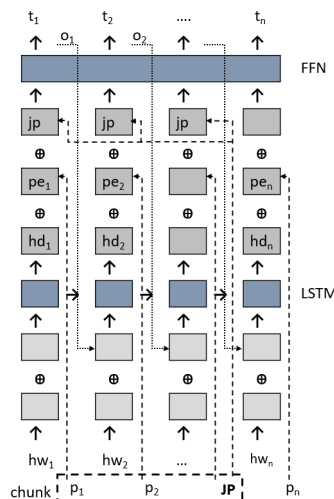 t1 o1 t2 o2 .... tn
FFN
jp jp jp
⊕ ⊕ ⊕ ⊕
pe1 pe2 pen
⊕ ⊕ ⊕ ⊕
hd1 hd2 hdn
LSTM
⊕ ⊕ ⊕ ⊕
hw1 hw2 ... hwn
chunk p1 p2 JP pn